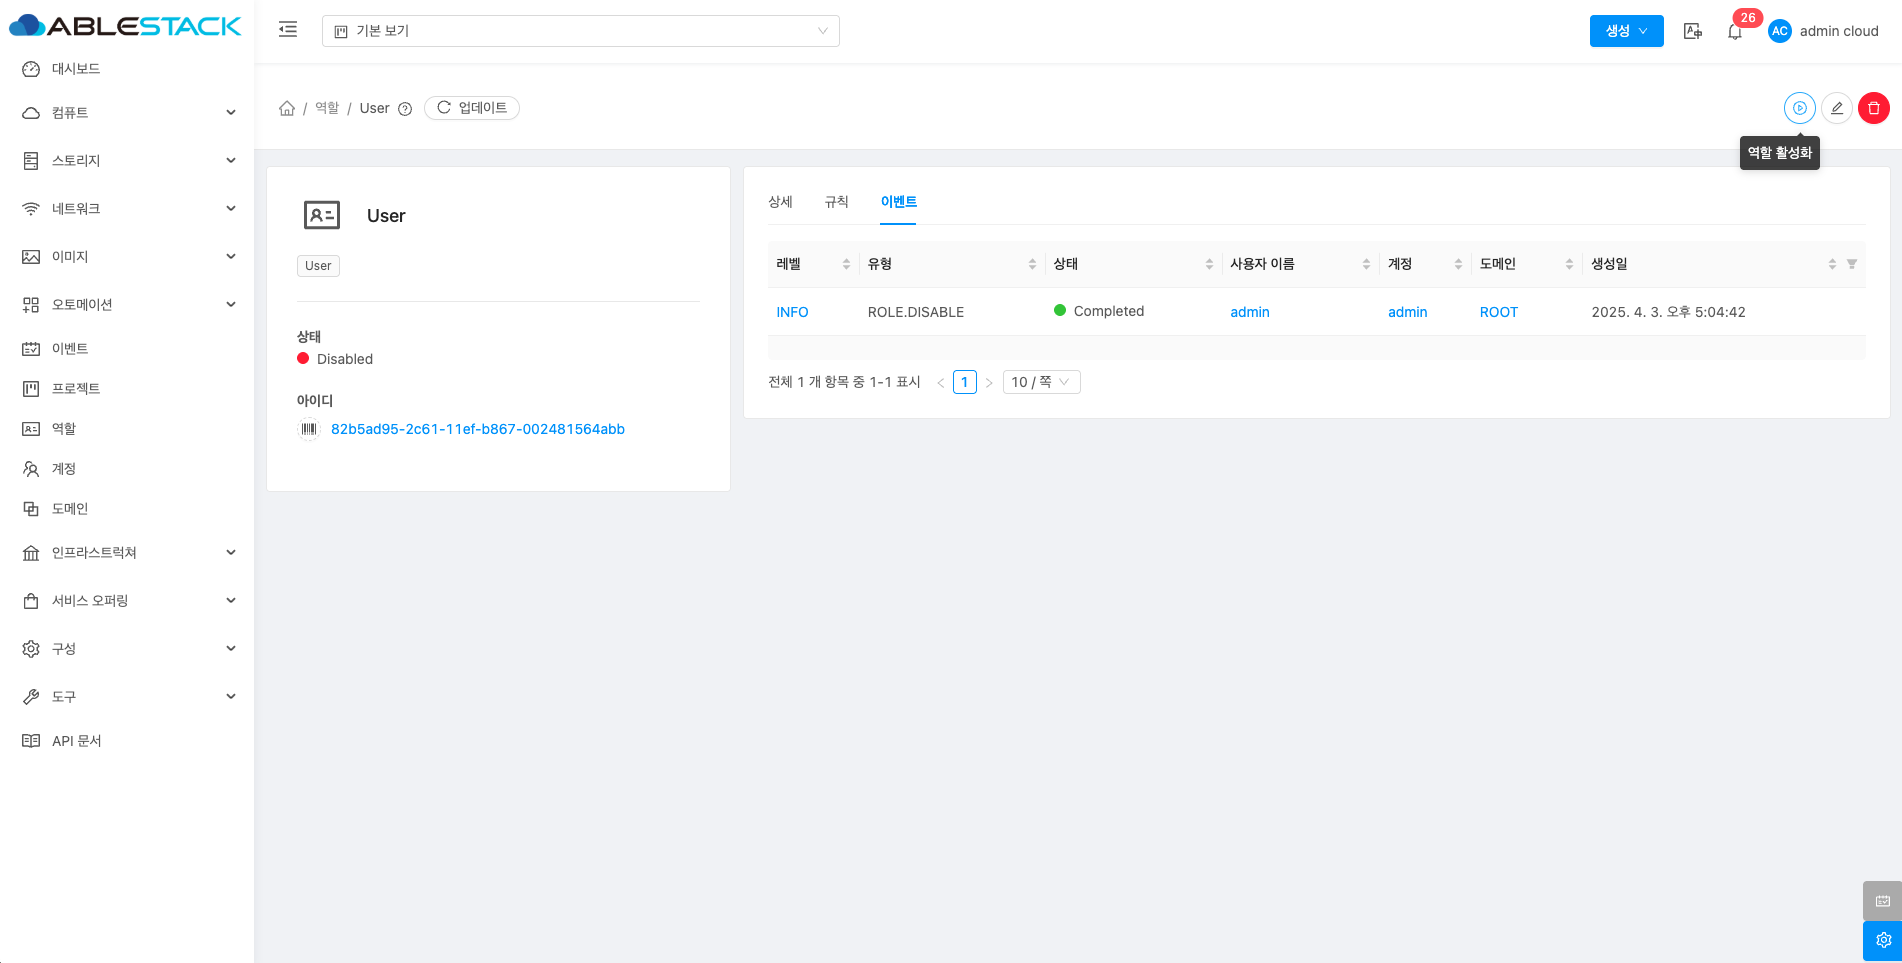 ABLESTACK
기본 보기
생성
26
AC
admin cloud
대시보드
컴퓨트
스토리지
네트워크
이미지
오토메이션
이벤트
프로젝트
역할
계정
도메인
인프라스트럭쳐
서비스 오퍼링
구성
도구
API 문서
/ 역할 / User
업데이트
역할 활성화
User
User
상태
Disabled
아이디
82b5ad95-2c61-11ef-b867-002481564abb
상세 규칙 이벤트
레벨 유형 상태 사용자 이름 계정 도메인 생성일
INFO ROLE.DISABLE Completed admin admin ROOT 2025. 4. 3. 오후 5:04:42
전체 1 개 항목 중 1-1 표시 < 1 > 10 / 쪽